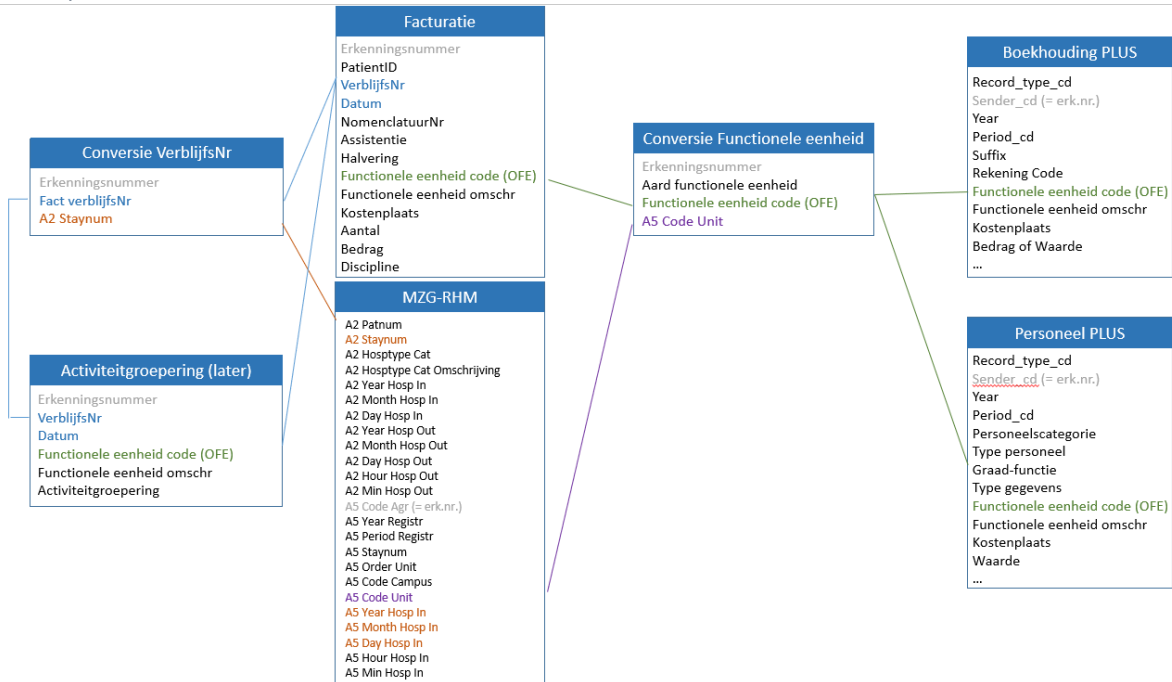 Facturatie
Erkenningsnummer
PatientID
VerblijfsNr
Datum
NomenclatuurNr
Assistentie
Halvering
Functionele eenheid code (OFE)
Functionele eenheid omschr
Kostenplaats
Aantal
Bedrag
Discipline
Conversie VerblijfsNr
Erkenningsnummer
Fact verblijfsNr
A2 Staynum
Activiteitgroepering (later)
Erkenningsnummer
VerblijfsNr
Datum
Functionele eenheid code (OFE)
Functionele eenheid omschr
Activiteitgroepering
MZG-RHM
A2 Patnum
A2 Staynum
A2 Hosptype Cat
A2 Hosptype Cat Omschrijving
A2 Year Hosp In
A2 Month Hosp In
A2 Day Hosp In
A2 Year Hosp Out
A2 Month Hosp Out
A2 Day Hosp Out
A2 Hour Hosp Out
A2 Min Hosp Out
A5 Code Agr (= erk.nr.)
A5 Year Registr
A5 Period Registr
A5 Staynum
A5 Order Unit
A5 Code Campus
A5 Code Unit
A5 Year Hosp In
A5 Month Hosp In
A5 Day Hosp In
A5 Hour Hosp In
A5 Min Hosp In
Conversie Functionele eenheid
Erkenningsnummer
Aard functionele eenheid
Functionele eenheid code (OFE)
A5 Code Unit
Boekhouding PLUS
Record_type_cd
Sender_cd (= erk.nr.)
Year
Period_cd
Suffix
Rekening Code
Functionele eenheid code (OFE)
Functionele eenheid omschr
Kostenplaats
Bedrag of Waarde
...
Personeel PLUS
Record_type_cd
Sender_cd (= erk.nr.)
Year
Period_cd
Personeelscategorie
Type personeel
Graad-functie
Type gegevens
Functionele eenheid code (OFE)
Functionele eenheid omschr
Kostenplaats
Waarde
...